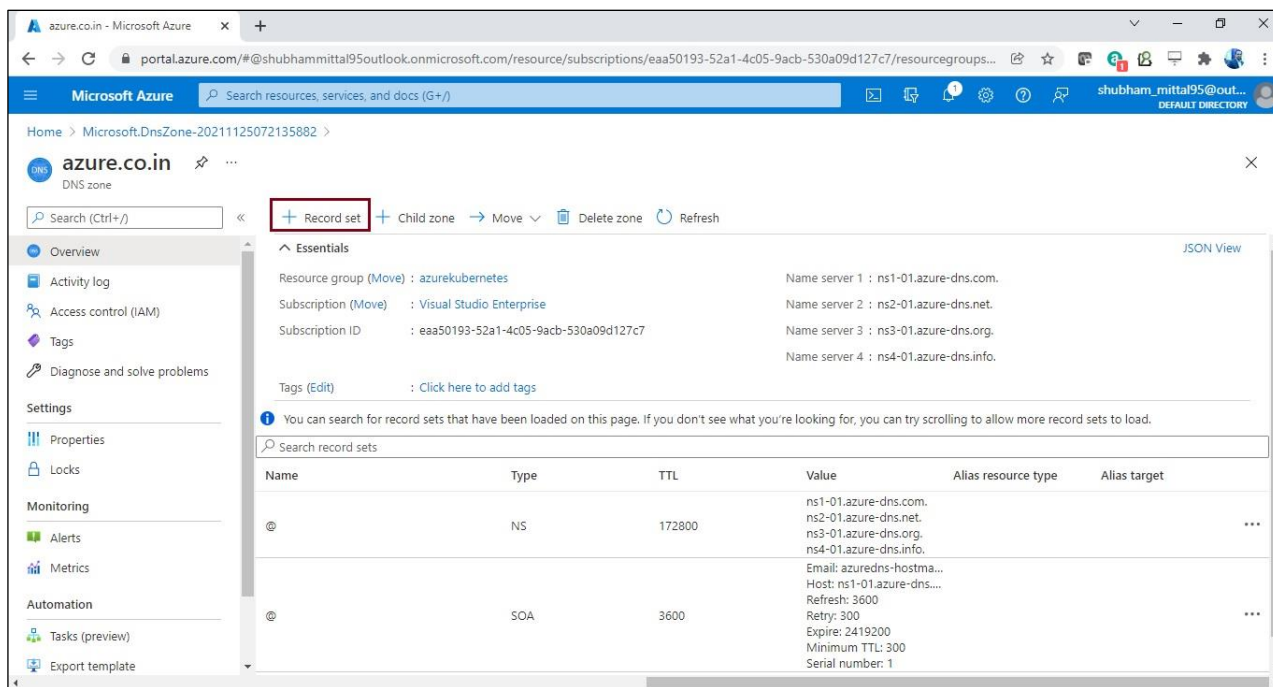 azure.co.in - Microsoft Azure
portal.azure.com/#@shubhammittal95outlook.onmicrosoft.com/resource/subscriptions/eaa50193-52a1-4c05-9acb-530a09d127c7/resourcegroups...
Microsoft Azure
Search resources, services, and docs (G+/)
1
shubham_mittal95@out...
DEFAULT DIRECTORY
Home > Microsoft.DnsZone-20211125072135882 >
DNS
azure.co.in
DNS zone
Search (Ctrl+/)
Overview
Activity log
Access control (IAM)
Tags
Diagnose and solve problems
Settings
Properties
Locks
Monitoring
Alerts
Metrics
Automation
Tasks (preview)
Export template
Record set Child zone Move Delete zone Refresh
Essentials JSON View
Resource group (Move) : azurekubernetes Name server 1 : ns1-01.azure-dns.com.
Subscription (Move) : Visual Studio Enterprise Name server 2 : ns2-01.azure-dns.net.
Subscription ID : eaa50193-52a1-4c05-9acb-530a09d127c7 Name server 3 : ns3-01.azure-dns.org.
Name server 4 : ns4-01.azure-dns.info.
Tags (Edit) : Click here to add tags
You can search for record sets that have been loaded on this page. If you don't see what you're looking for, you can try scrolling to allow more record sets to load.
Search record sets
Name Type TTL Value Alias resource type Alias target
@ NS 172800
ns1-01.azure-dns.com.
ns2-01.azure-dns.net.
ns3-01.azure-dns.org.
ns4-01.azure-dns.info.
@ SOA 3600
Email: azuredns-hostma...
Host: ns1-01.azure-dns....
Refresh: 3600
Retry: 300
Expire: 2419200
Minimum TTL: 300
Serial number: 1